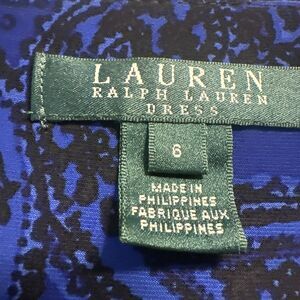 LAUREN
RALPH LAUREN
DRESS
6
MADE IN
PHILIPPINES
FABRIQUE AUX
PHILIPPINES